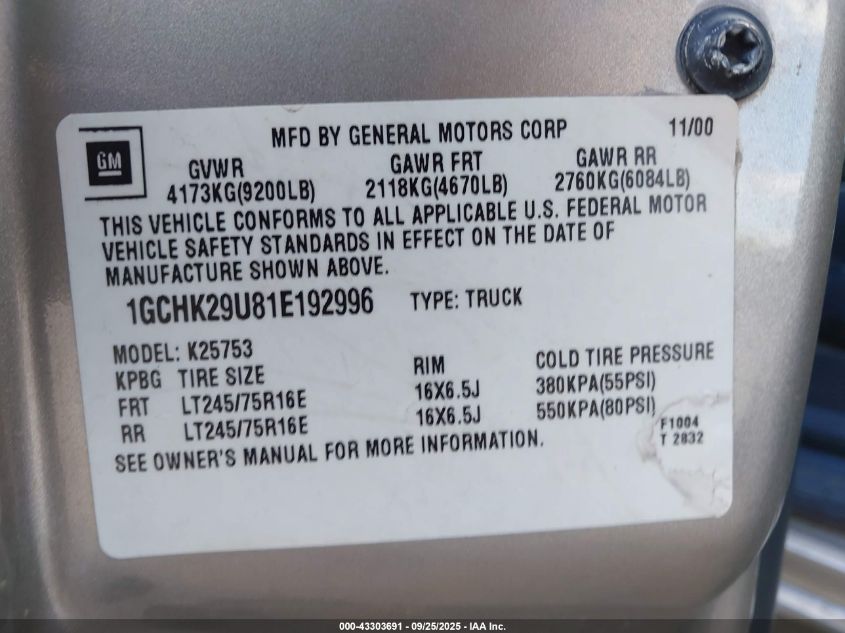 GM
MFD BY GENERAL MOTORS CORP 11/00
GVWR GAWR FRT GAWR RR
4173KG(9200LB) 2118KG(4670LB) 2760KG(6084LB)
THIS VEHICLE CONFORMS TO ALL APPLICABLE U.S. FEDERAL MOTOR
VEHICLE SAFETY STANDARDS IN EFFECT ON THE DATE OF
MANUFACTURE SHOWN ABOVE.
1GCHK29U81E192996 TYPE: TRUCK
MODEL: K25753
KPBG TIRE SIZE RIM COLD TIRE PRESSURE
FRT LT245/75R16E 16X6.5J 380KPA(55PSI)
RR LT245/75R16E 16X6.5J 550KPA(80PSI)
SEE OWNER'S MANUAL FOR MORE INFORMATION.
F1004
T 2832
000-43303691 - 09/25/2025 - IAA Inc.